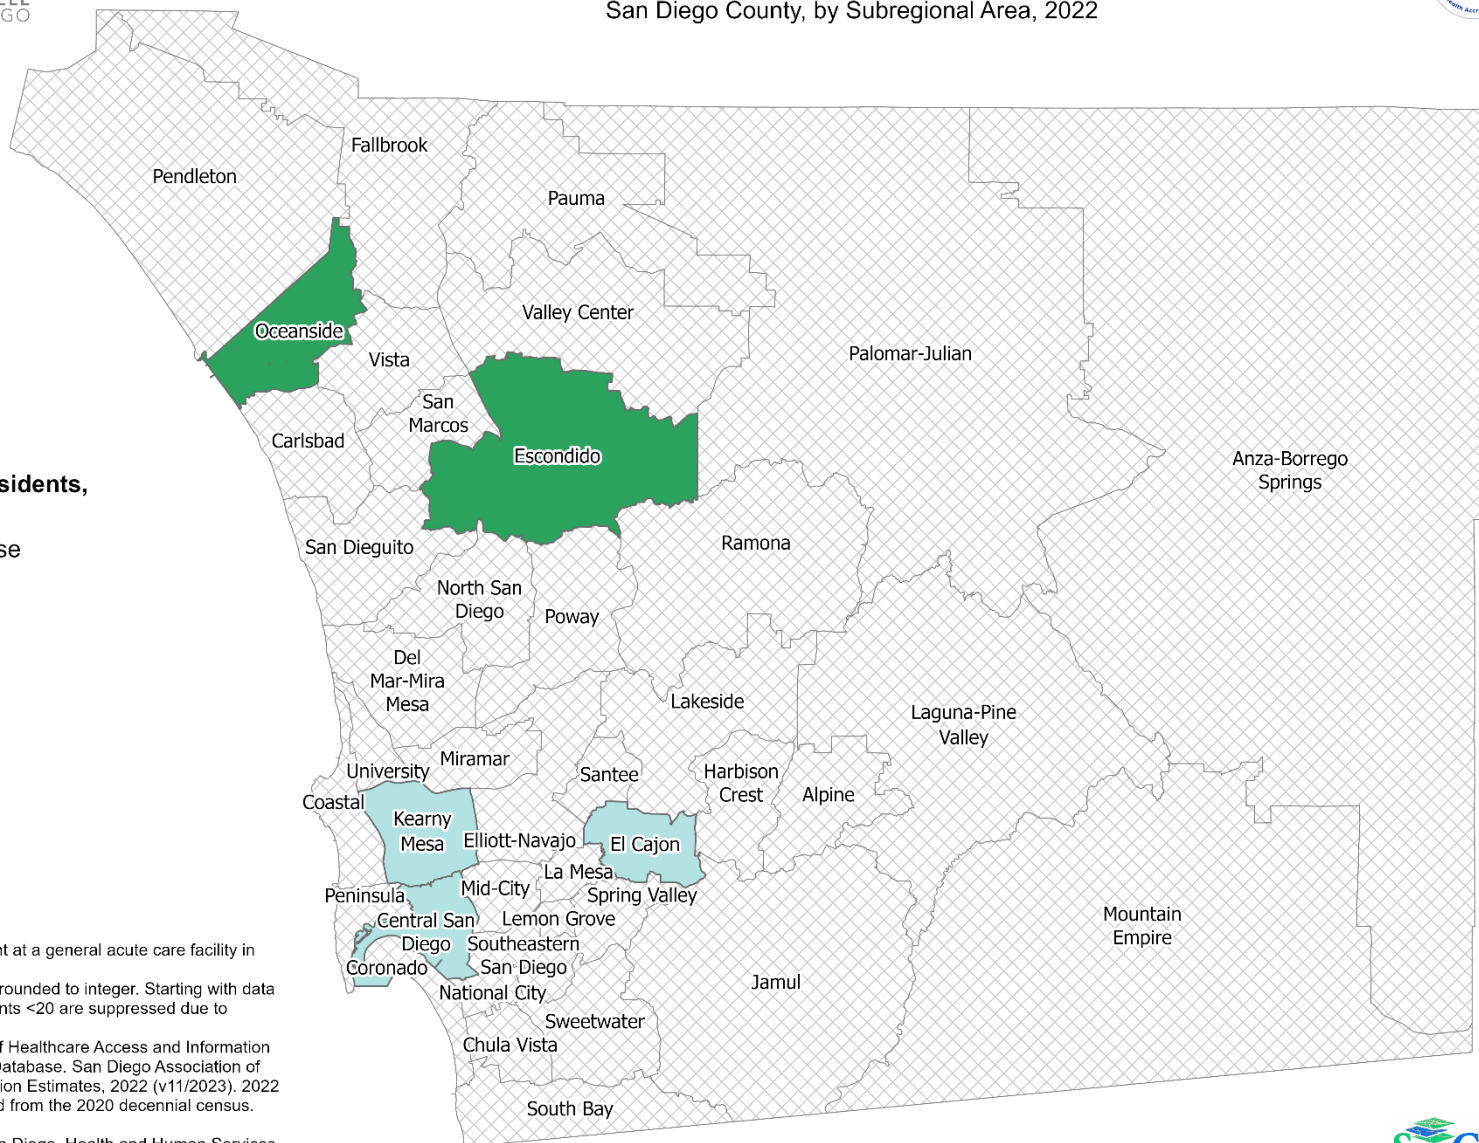 GO
San Diego County, by Subregional Area, 2022
Fallbrook
Pendleton
Pauma
Valley Center
Oceanside
Vista
Palomar-Julian
San
Marcos
Carlsbad
Escondido
Anza-Borrego
Springs
sidents,
se
San Dieguito
Ramona
North San
Diego
Poway
Del
Mar-Mira
Mesa
Lakeside
Laguna-Pine
Valley
Miramar
University
Santee
Harbison
Crest
Alpine
Coastal
Kearny
Mesa
Elliott-Navajo
El Cajon
La Mesa
Mid-City
Spring Valley
Peninsula
Central San
Diego
Lemon Grove
Mountain
Empire
Southeastern
San Diego
Coronado
Jamul
National City
Sweetwater
Chula Vista
South Bay
nt at a general acute care facility in
rounded to integer. Starting with data
nts <20 are suppressed due to
f Healthcare Access and Information
Database. San Diego Association of
ion Estimates, 2022 (v11/2023). 2022
d from the 2020 decennial census.
n Diego, Health and Human Services